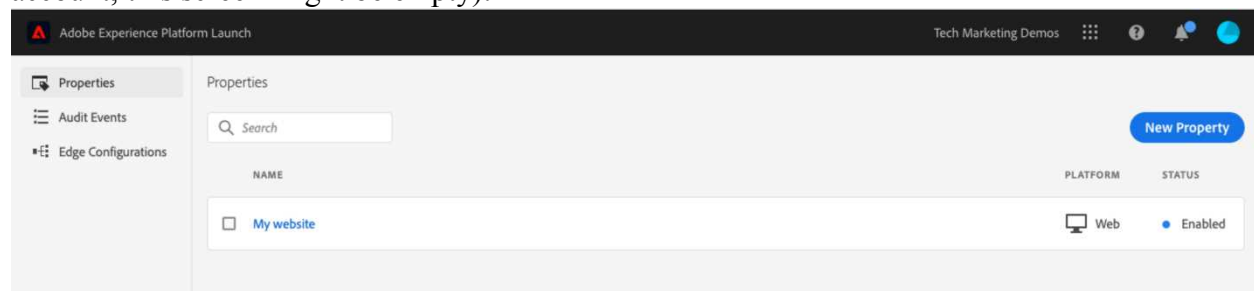 Adobe Experience Platform Launch Tech Marketing Demos
Properties
Audit Events
Edge Configurations
Properties
Search
New Property
NAME PLATFORM STATUS
My website Web Enabled